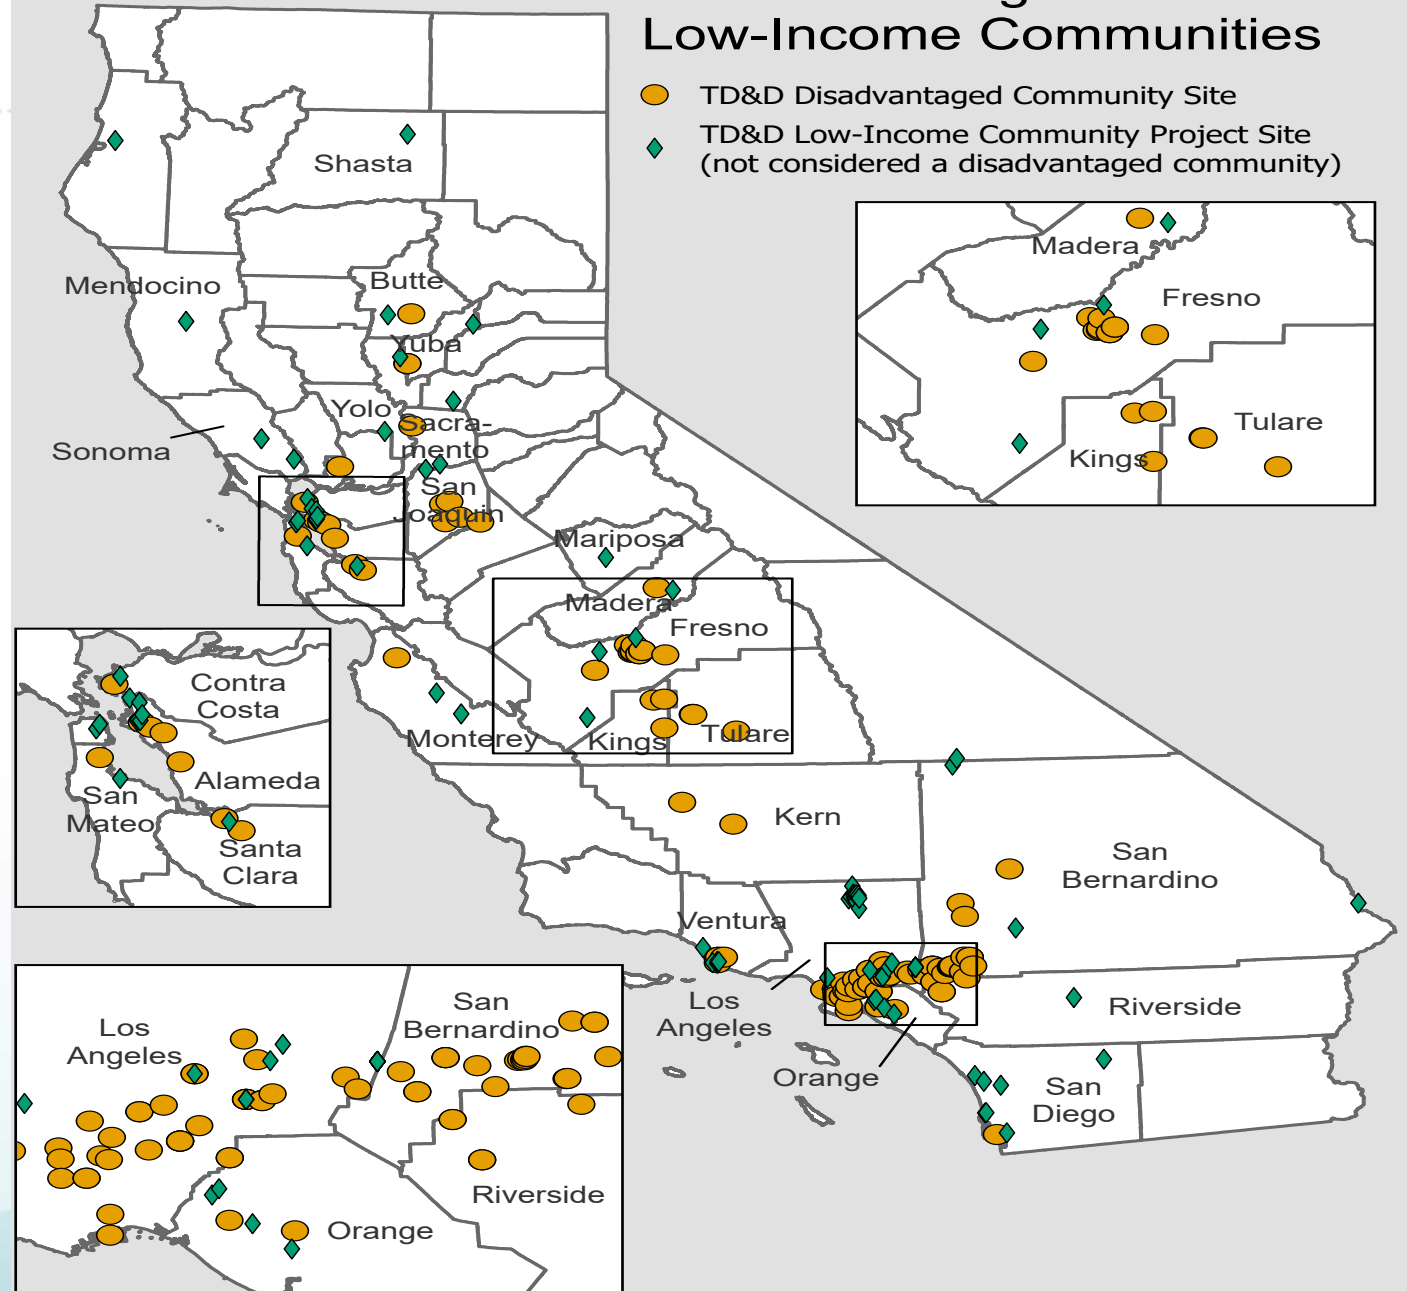 Low-Income Communities
TD&D Disadvantaged Community Site
TD&D Low-Income Community Project Site
(not considered a disadvantaged community)
Shasta
Mendocino
Butte
Yuba
Yolo
Sacra-
mento
Sonoma
San
Joaquin
Mariposa
Madera
Fresno
Monterey
Kings
Tulare
Kern
San
Bernardino
Ventura
Los
Angeles
Orange
Riverside
San
Diego
Madera
Fresno
Tulare
Kings
Contra
Costa
Alameda
San
Mateo
Santa
Clara
Los
Angeles
San
Bernardino
Riverside
Orange